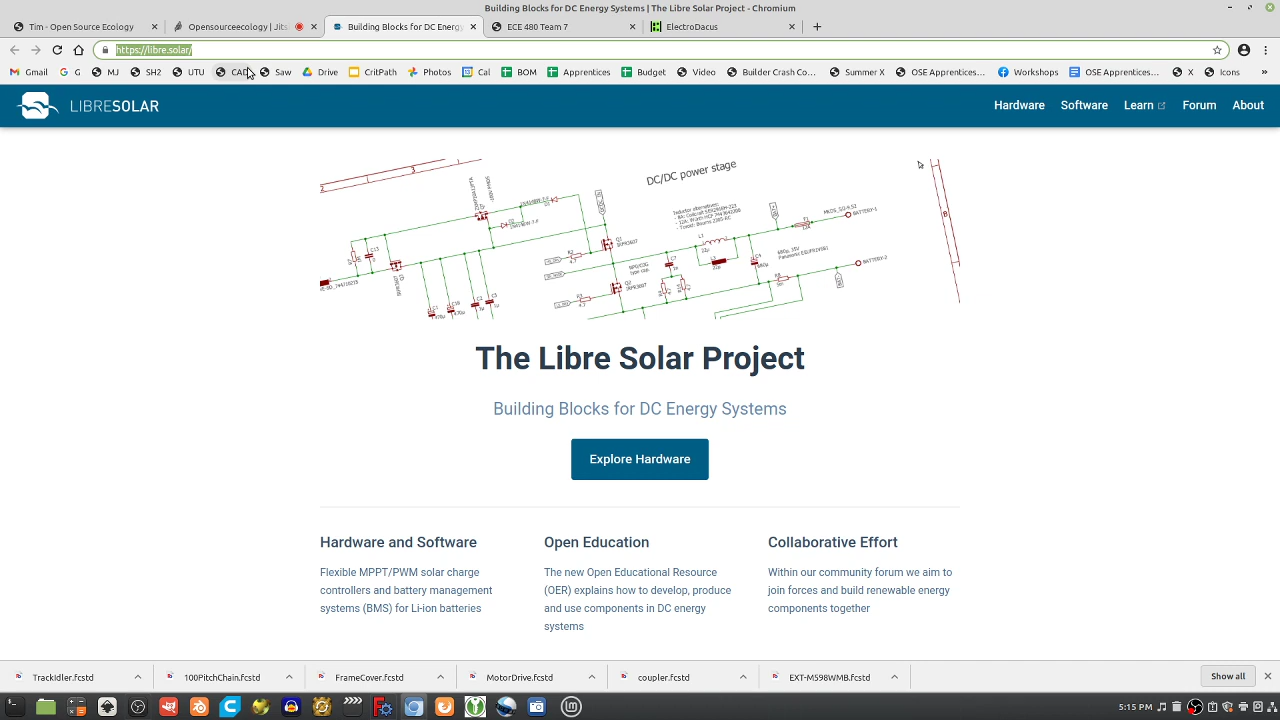 Building Blocks for DC Energy Systems | The Libre Solar Project - Chromium
Tim - Open Source Ecology
Opensourceecology | Jits
Building Blocks for DC Energy
ECE 480 Team 7
ElectroDacus
https://libre.solar/
Gmail G MJ SH2 UTU CAD Saw Drive CritPath Photos Cal BOM Apprentices Budget Video Builder Crash Co... Summer X OSE Apprentices... Workshops OSE Apprentices... X Icons »
LIBRESOLAR
Hardware Software Learn Forum About
DC/DC power stage
BATTERY-1
BATTERY-2
The Libre Solar Project
Building Blocks for DC Energy Systems
Explore Hardware
Hardware and Software
Flexible MPPT/PWM solar charge
controllers and battery management
systems (BMS) for Li-ion batteries
Open Education
The new Open Educational Resource
(OER) explains how to develop, produce
and use components in DC energy
systems
Collaborative Effort
Within our community forum we aim to
join forces and build renewable energy
components together
TrackIdler.fcstd
100PitchChain.fcstd
FrameCover.fcstd
MotorDrive.fcstd
coupler.fcstd
EXT-M598WMB.fcstd
Show all
5:15 PM